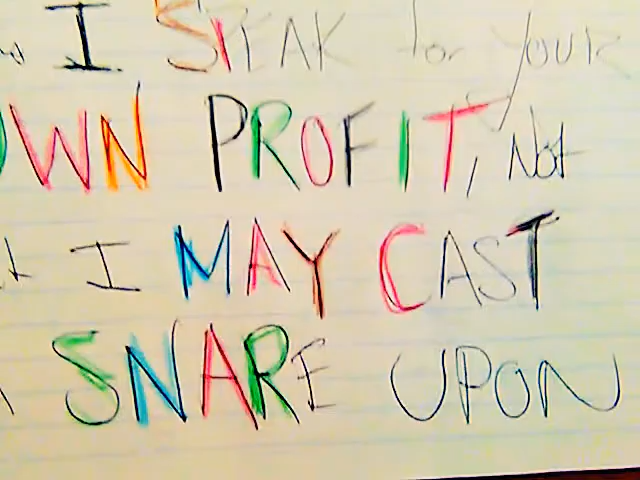 I SPEAK for YOUR
OWN PROFIT, Not
I MAY CAST
SNARE UPON